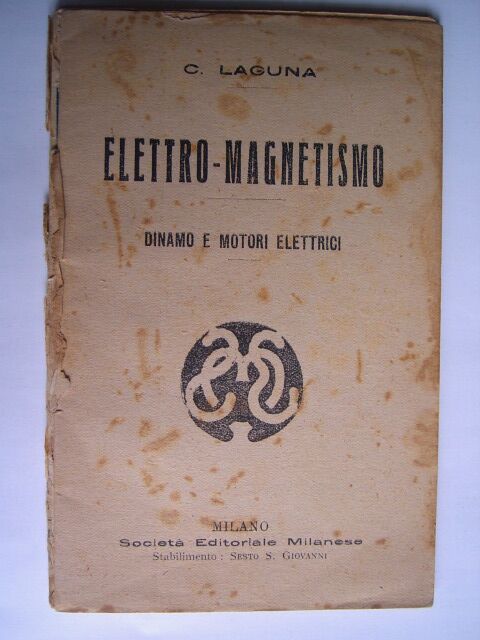 C. LAGUNA
ELETTRO-MAGNETISMO
DINAMO E MOTORI ELETTRICI
MILANO
Società Editoriale Milanese
Stabilimento: SESTO S. GIOVANNI